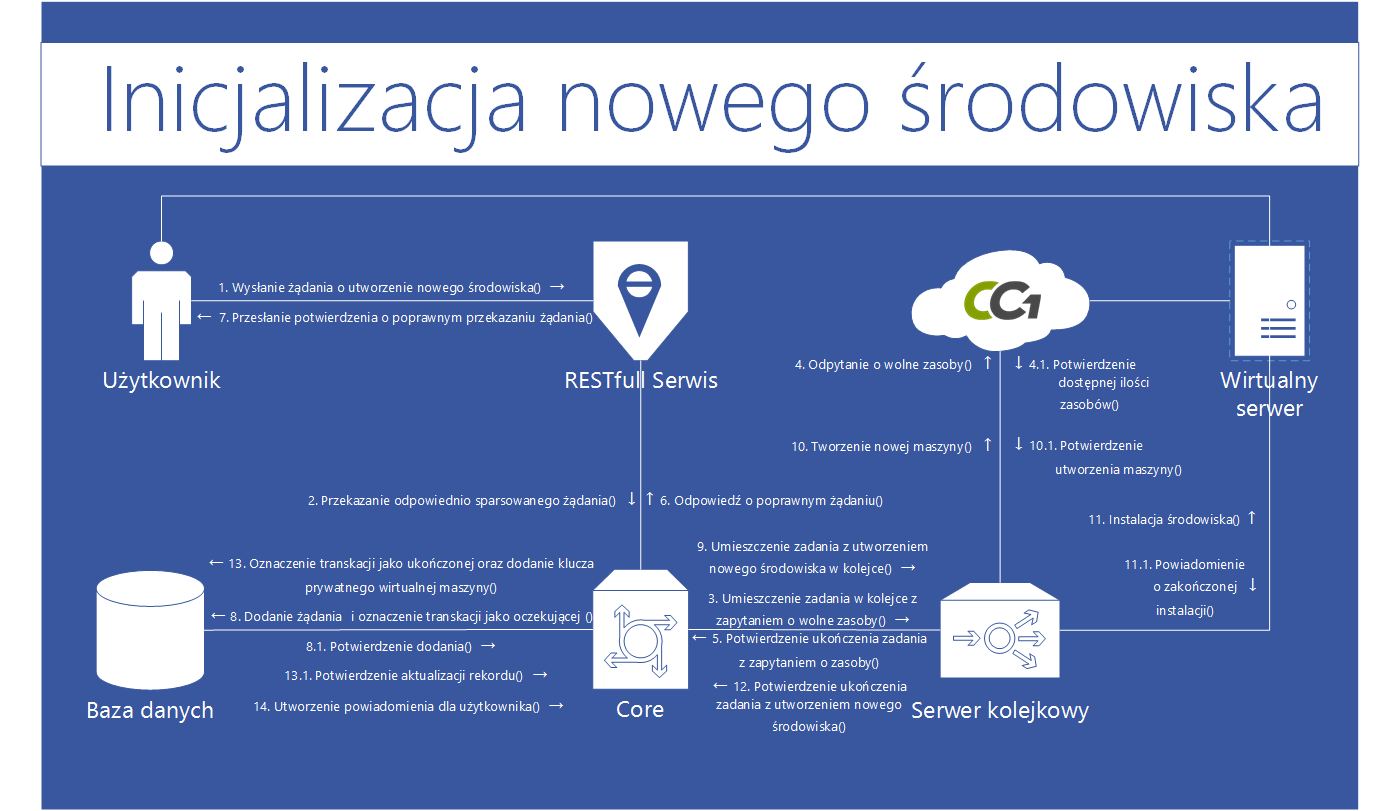 Inicjalizacja nowego środowiska
1. Wysłanie żądania o utworzenie nowego środowiska() →
← 7. Przesłanie potwierdzenia o poprawnym przekazaniu żądania()
Użytkownik
RESTfull Serwis
CC1
4. Odpytanie o wolne zasoby() ↑
↓ 4.1. Potwierdzenie
dostępnej ilości
zasobów()
Wirtualny
serwer
10. Tworzenie nowej maszyny() ↑
↓ 10.1. Potwierdzenie
utworzenia maszyny()
2. Przekazanie odpowiednio sparsowanego żądania() ↓
↑ 6. Odpowiedź o poprawnym żądaniu()
11. Instalacja środowiska() ↑
11.1. Powiadomienie
o zakończonej ↓
instalacji()
9. Umieszczenie zadania z utworzeniem
nowego środowiska w kolejce() →
← 13. Oznaczenie transkacji jako ukończonej oraz dodanie klucza
prywatnego wirtualnej maszyny()
3. Umieszczenie zadania w kolejce z
zapytaniem o wolne zasoby() →
← 8. Dodanie żądania i oznaczenie transkacji jako oczekującej ()
← 5. Potwierdzenie ukończenia zadania
z zapytaniem o zasoby()
8.1. Potwierdzenie dodania() →
13.1. Potwierdzenie aktualizacji rekordu() →
← 12. Potwierdzenie ukończenia
zadania z utworzeniem nowego
środowiska()
14. Utworzenie powiadomienia dla użytkownika() →
Baza danych
Core
Serwer kolejkowy